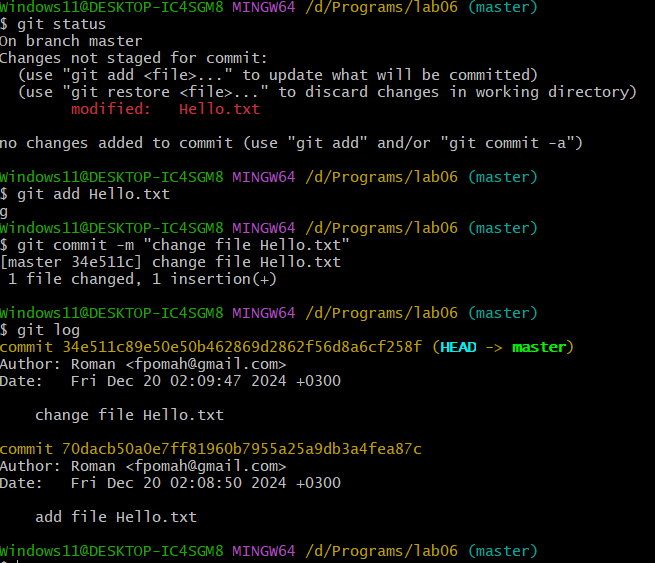 Windows11@DESKTOP-IC4SGM8 MINGW64 /d/Programs/lab06 (master)
$ git status
On branch master
Changes not staged for commit:
  (use "git add <file>..." to update what will be committed)
  (use "git restore <file>..." to discard changes in working directory)
        modified:   Hello.txt
no changes added to commit (use "git add" and/or "git commit -a")
Windows11@DESKTOP-IC4SGM8 MINGW64 /d/Programs/lab06 (master)
$ git add Hello.txt
g
Windows11@DESKTOP-IC4SGM8 MINGW64 /d/Programs/lab06 (master)
$ git commit -m "change file Hello.txt"
[master 34e511c] change file Hello.txt
 1 file changed, 1 insertion(+)
Windows11@DESKTOP-IC4SGM8 MINGW64 /d/Programs/lab06 (master)
$ git log
commit 34e511c89e50e50b462869d2862f56d8a6cf258f (HEAD -> master)
Author: Roman <fpomah@gmail.com>
Date:   Fri Dec 20 02:09:47 2024 +0300
    change file Hello.txt
commit 70dacb50a0e7ff81960b7955a25a9db3a4fea87c
Author: Roman <fpomah@gmail.com>
Date:   Fri Dec 20 02:08:50 2024 +0300
    add file Hello.txt
Windows11@DESKTOP-IC4SGM8 MINGW64 /d/Programs/lab06 (master)